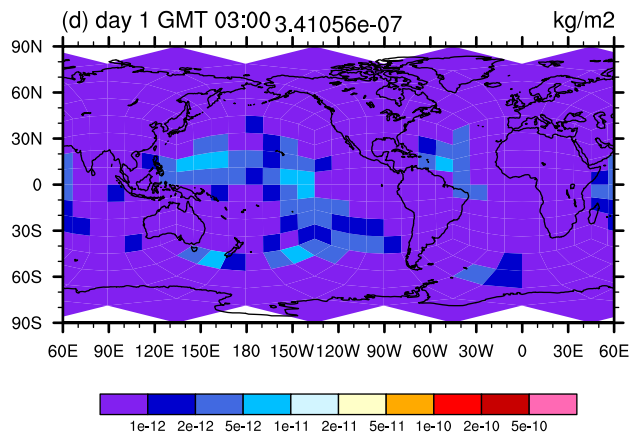 (d) day 1 GMT 03:00 3.41056e-07 kg/m2
90N
60N
30N
0
30S
60S
90S
60E 90E 120E 150E 180 150W 120W 90W 60W 30W 0 30E 60E
1e-12 2e-12 5e-12 1e-11 2e-11 5e-11 1e-10 2e-10 5e-10